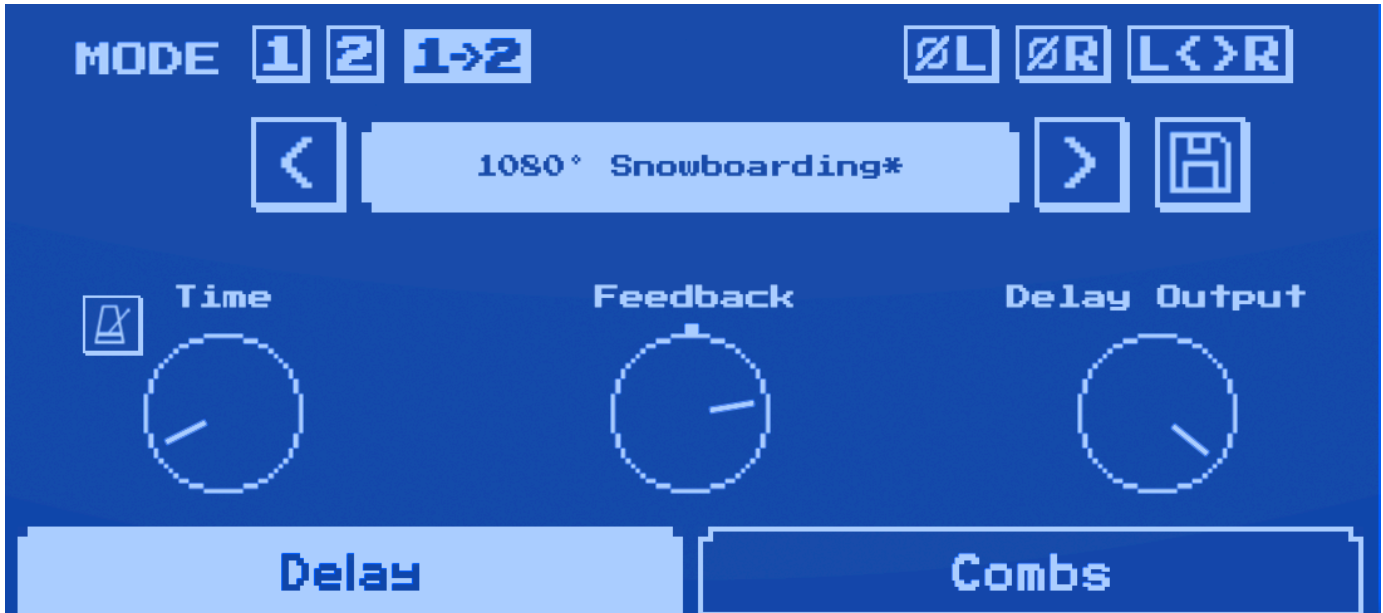 MODE 1 2 1->2 ØL ØR L<>R
< 1080° Snowboarding* >
Time Feedback Delay Output
Delay Combs